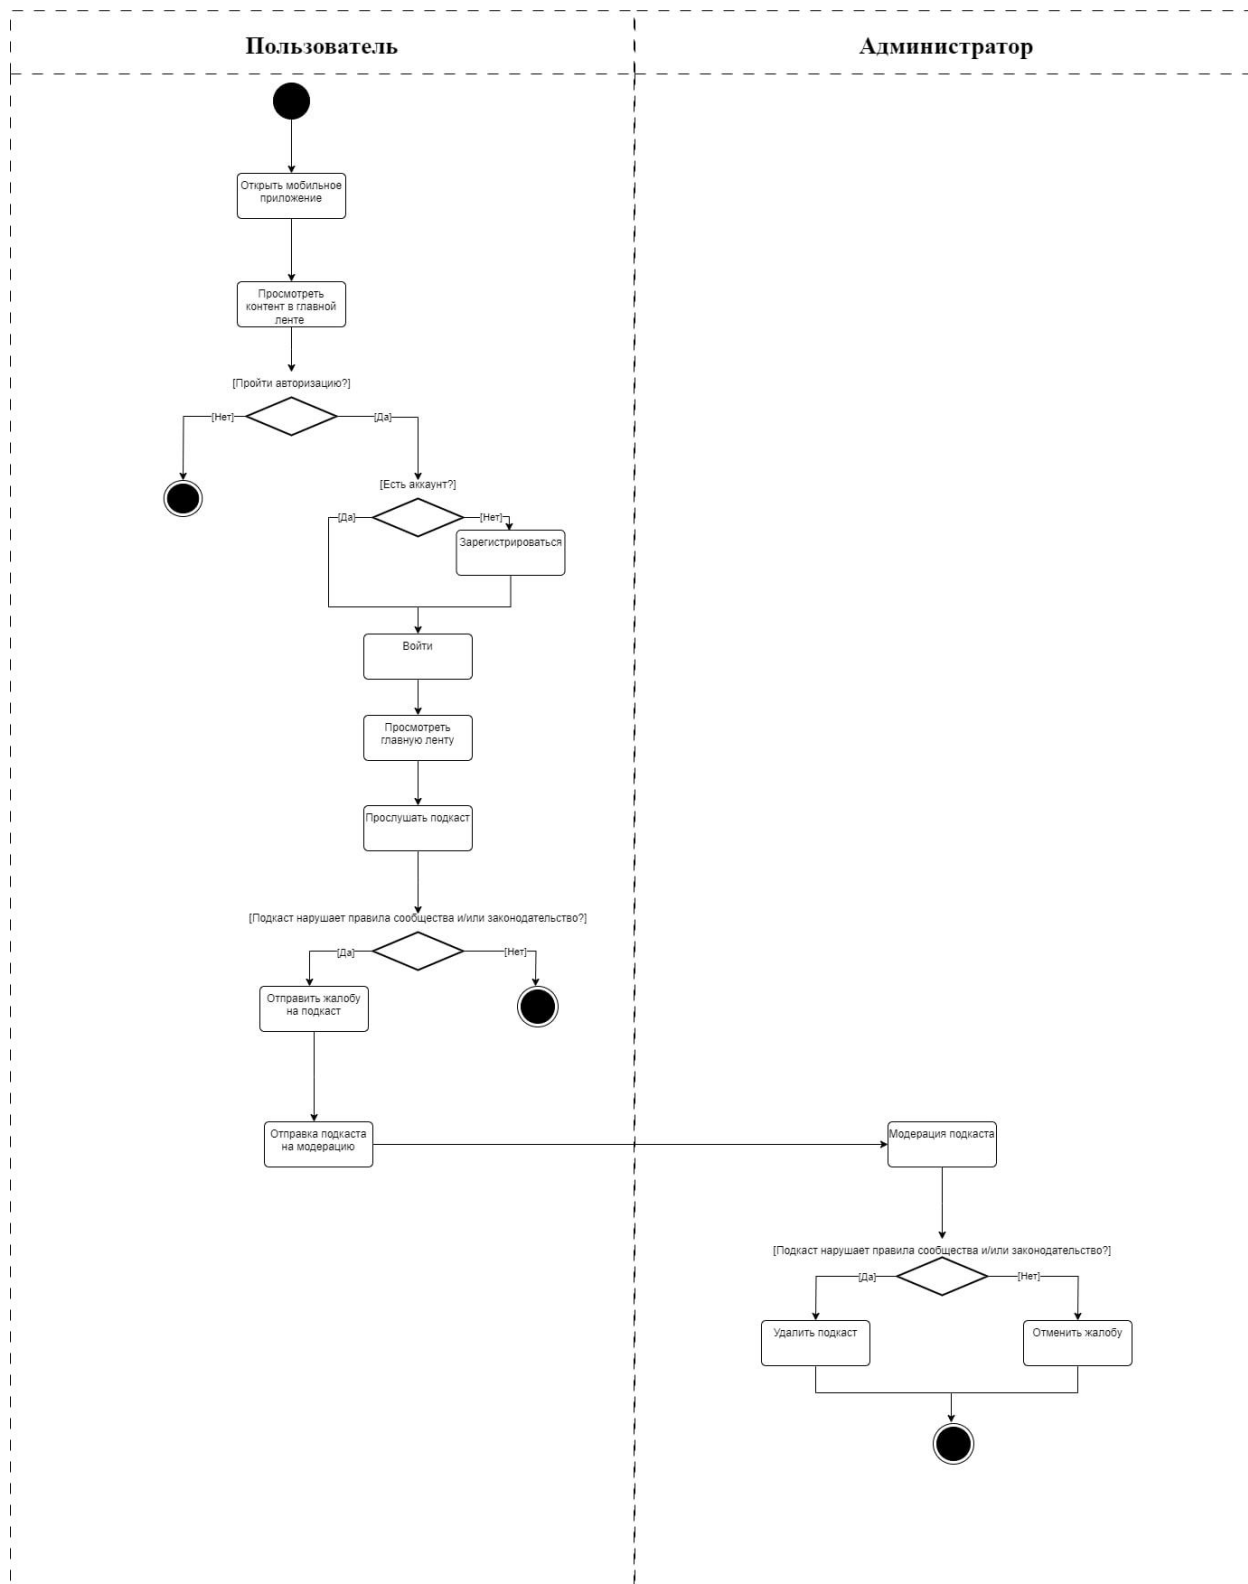 Пользователь
Администратор
Открыть мобильное
приложение
Просмотреть
контент в главной
ленте
[Пройти авторизацию?]
[Нет]
[Да]
[Есть аккаунт?]
[Да]
[Нет]
Зарегистрироваться
Войти
Просмотреть
главную ленту
Прослушать подкаст
[Подкаст нарушает правила сообщества и/или законодательство?]
[Да]
[Нет]
Отправить жалобу
на подкаст
Отправка подкаста
на модерацию
Модерация подкаста
[Подкаст нарушает правила сообщества и/или законодательство?]
[Да]
[Нет]
Удалить подкаст
Отменить жалобу